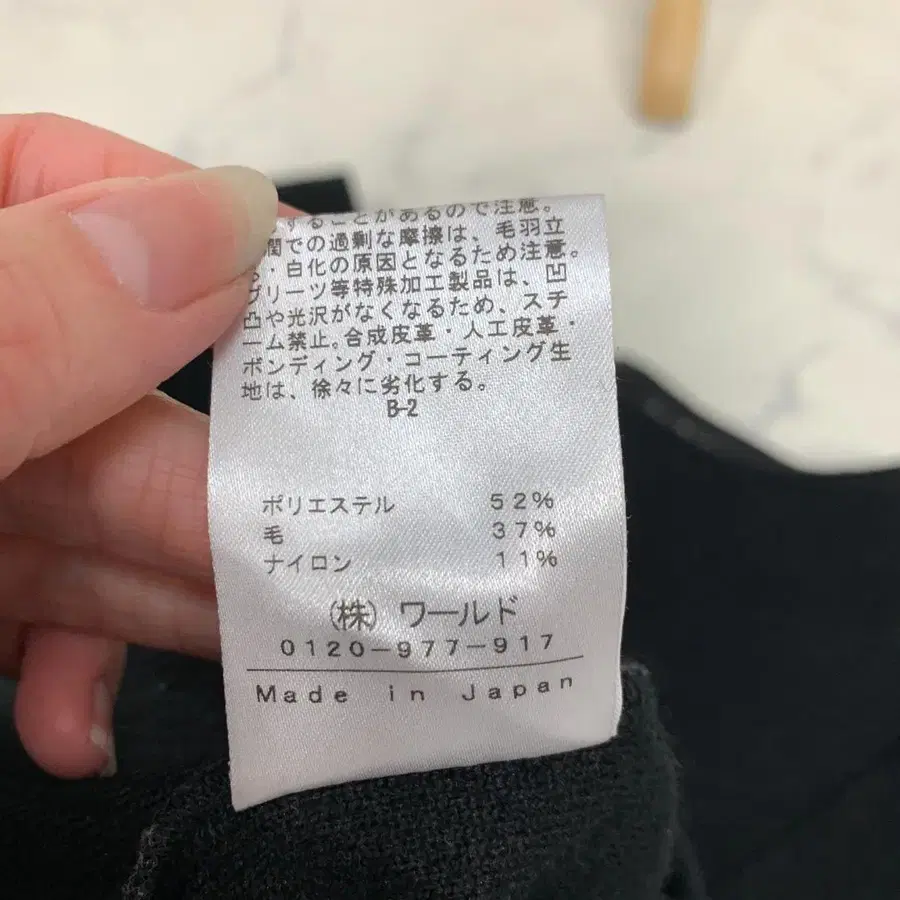 することがあるので注意。
潤での過剰な摩擦は、毛羽立
・白化の原因となるため注意。
プリーツ等特殊加工製品は、凹
凸や光沢がなくなるため、スチ
ーム禁止。合成皮革・人工皮革・
ボンディング・コーティング生
地は、徐々に劣化する。
B-2
ポリエステル 52%
毛 37%
ナイロン 11%
(株) ワールド
0120-977-917
Made in Japan